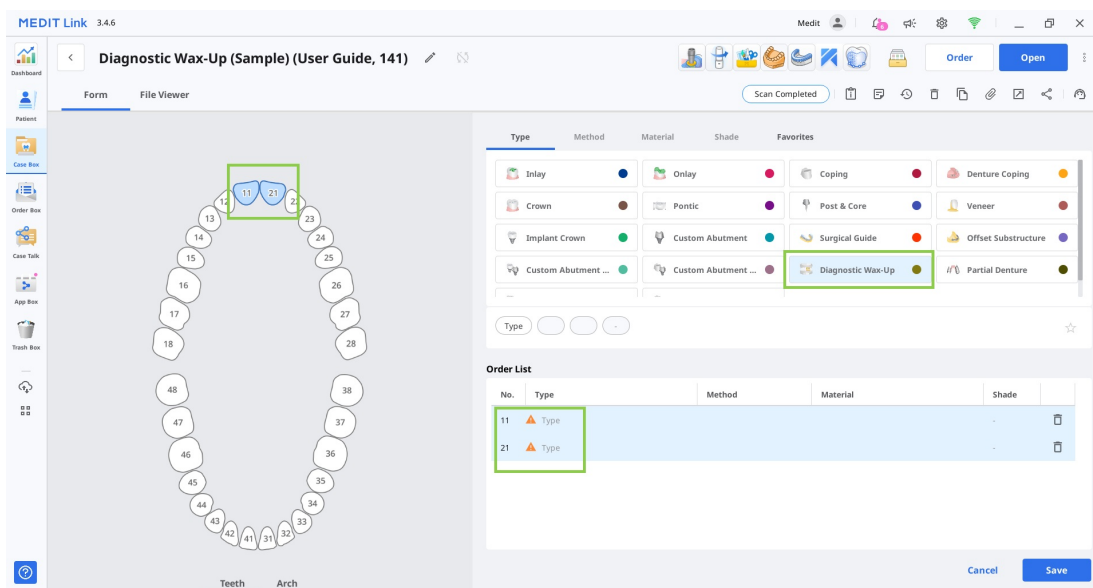 MEDIT Link 3.4.6
Medit
Dashboard
Patient
Case Box
Order Box
Case Talk
App Box
Trash Box
Diagnostic Wax-Up (Sample) (User Guide, 141)
Order
Open
Form File Viewer
Scan Completed
Type Method Material Shade Favorites
Inlay Onlay Coping Denture Coping
Crown Pontic Post & Core Veneer
Implant Crown Custom Abutment Surgical Guide Offset Substructure
Custom Abutment ... Custom Abutment ... Diagnostic Wax-Up Partial Denture
Type -
Order List
No. Type Method Material Shade
11 Type -
21 Type -
11 21
12 22
13 23
14 24
15 25
16 26
17 27
18 28
48 38
47 37
46 36
45 35
44 34
43 33
42 41 31 32
Teeth Arch
Cancel Save